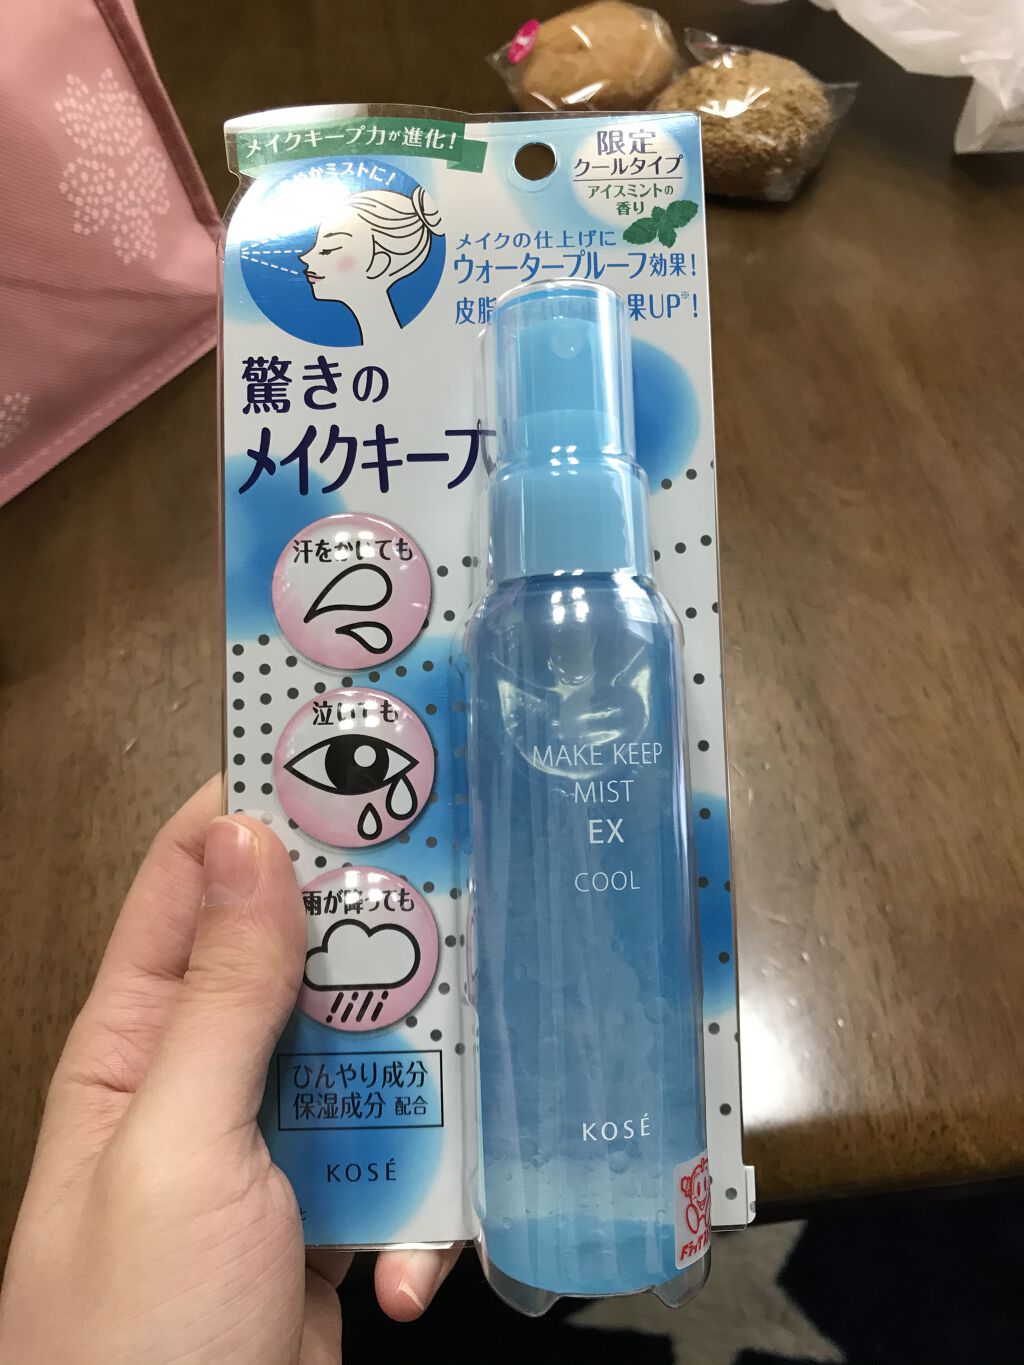 メイクキープ力が進化!
ミストに!
限定
クールタイプ
アイスミントの
香り
メイクの仕上げに
ウォータープルーフ効果!
皮脂
果UP※!
驚きの
メイクキープ
汗をかいても
泣いても
雨が降っても
ひんやり成分
保湿成分 配合
KOSÉ
MAKE KEEP
MIST
EX
COOL
KOSÉ